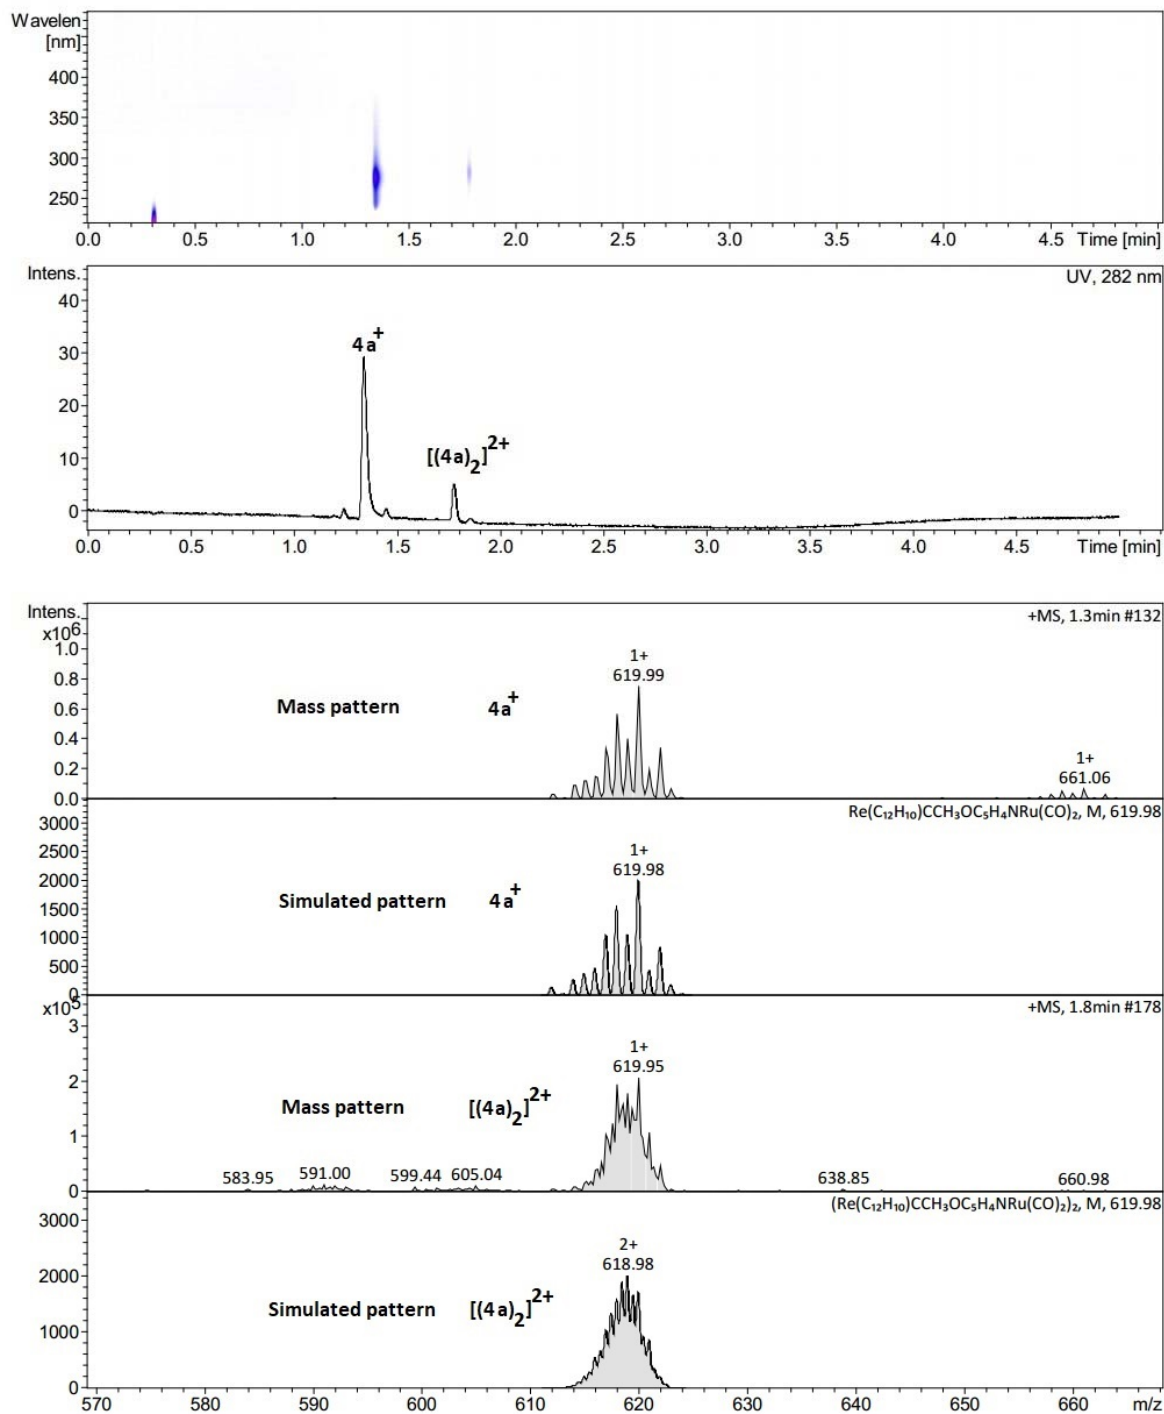 Wavelen
[nm]
400
350
300
250
0.0 0.5 1.0 1.5 2.0 2.5 3.0 3.5 4.0 4.5 Time [min]
Intens.
UV, 282 nm
40
30
20
10
0
4a+
[(4a)2]2+
0.0 0.5 1.0 1.5 2.0 2.5 3.0 3.5 4.0 4.5 Time [min]
Intens.
x10^6
+MS, 1.3min #132
1.0
0.8
0.6
0.4
0.2
0.0
1+
619.99
Mass pattern 4a+
1+
661.06
Re(C₁₂H₁₀)CCH₃OC₅H₄NRu(CO)₂, M, 619.98
3000
2500
2000
1500
1000
500
0
1+
619.98
Simulated pattern 4a+
x10^5
+MS, 1.8min #178
3
2
1
0
1+
619.95
Mass pattern [(4a)2]2+
583.95 591.00 599.44 605.04 638.85 660.98
(Re(C₁₂H₁₀)CCH₃OC₅H₄NRu(CO)₂)₂, M, 619.98
3000
2000
1000
0
2+
618.98
Simulated pattern [(4a)2]2+
570 580 590 600 610 620 630 640 650 660 m/z